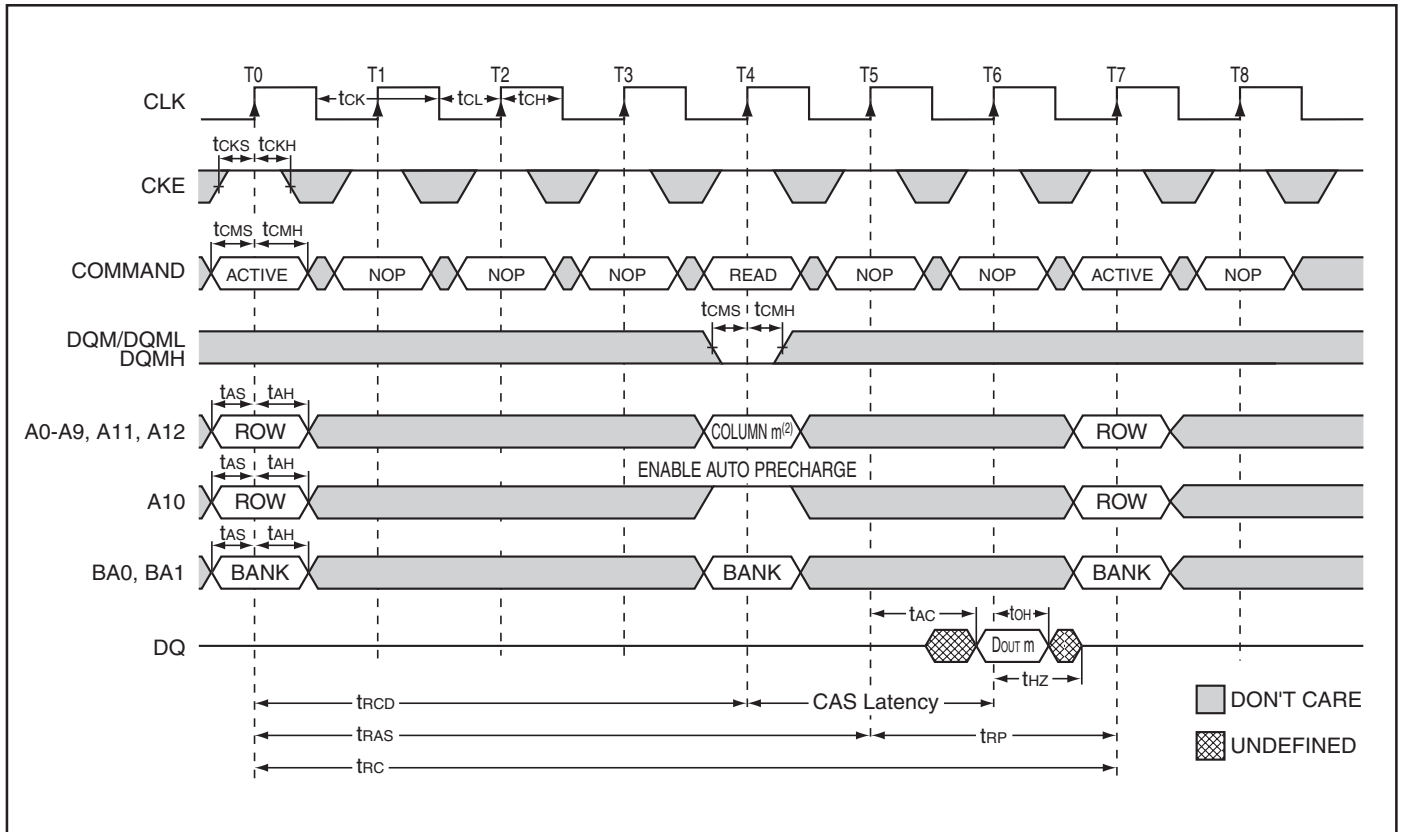 T0 T1 T2 T3 T4 T5 T6 T7 T8
CLK tCK tCL tCH
tCKS tCKH
CKE
tCMS tCMH
COMMAND ACTIVE NOP NOP NOP READ NOP NOP ACTIVE NOP
tCMS tCMH
DQM/DQML
DQMH
tAS tAH
A0-A9, A11, A12 ROW COLUMN m(2) ROW
tAS tAH ENABLE AUTO PRECHARGE
A10 ROW ROW
tAS tAH
BA0, BA1 BANK BANK BANK
tAC tOH
DQ DOUT m
tHZ
tRCD CAS Latency
DON'T CARE
tRAS tRP
UNDEFINED
tRC